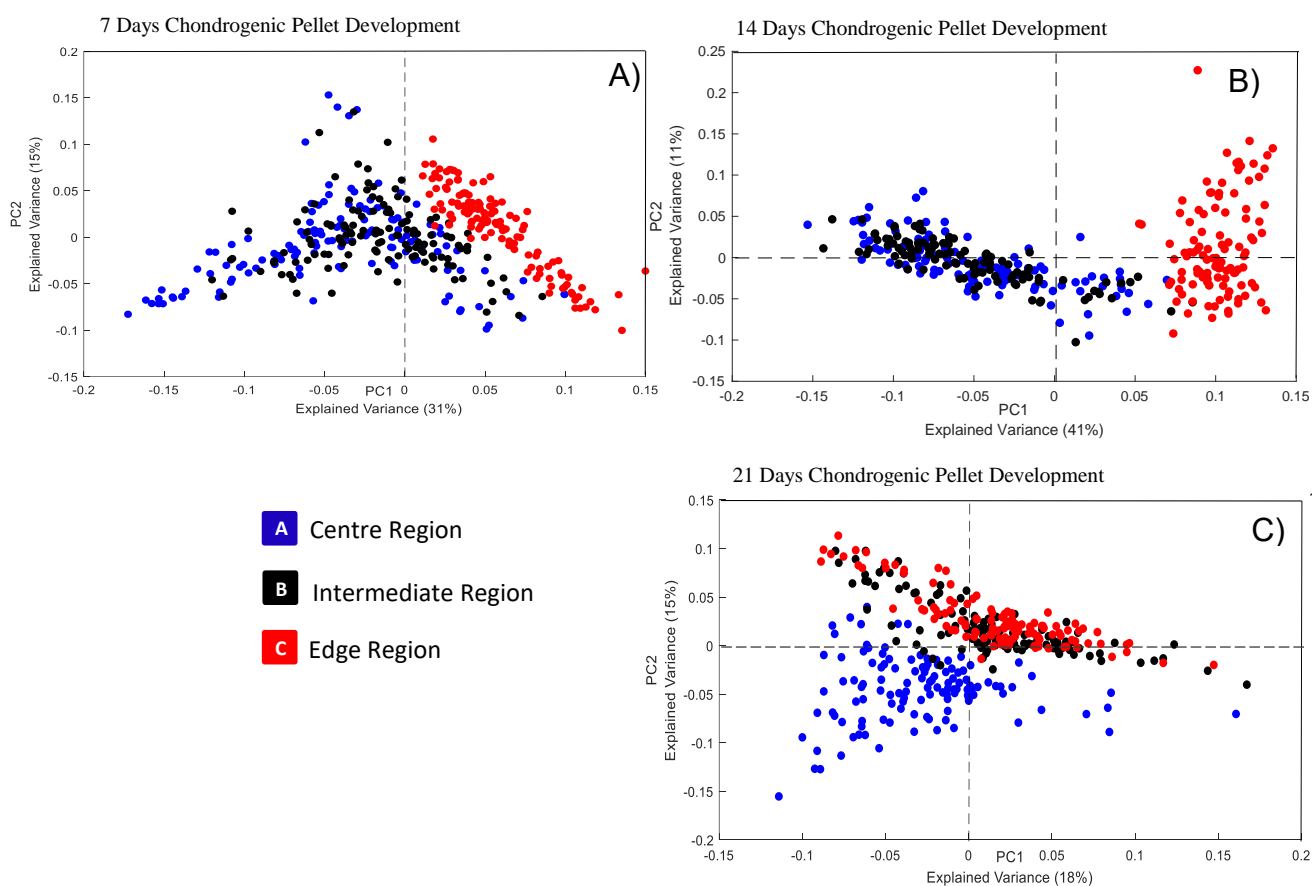 7 Days Chondrogenic Pellet Development
A)
0.2
0.15
0.1
0.05
0
-0.05
-0.1
-0.15
PC2
Explained Variance (15%)
-0.2
-0.15
-0.1
-0.05
0
0.05
0.1
0.15
PC1
Explained Variance (31%)
14 Days Chondrogenic Pellet Development
B)
0.25
0.2
0.15
0.1
0.05
0
-0.05
-0.1
-0.15
PC2
Explained Variance (11%)
-0.2
-0.15
-0.1
-0.05
0
0.05
0.1
0.15
PC1
Explained Variance (41%)
A Centre Region
B Intermediate Region
C Edge Region
21 Days Chondrogenic Pellet Development
C)
0.15
0.1
0.05
0
-0.05
-0.1
-0.15
-0.2
PC2
Explained Variance (15%)
-0.15
-0.1
-0.05
0
0.05
0.1
0.15
0.2
PC1
Explained Variance (18%)